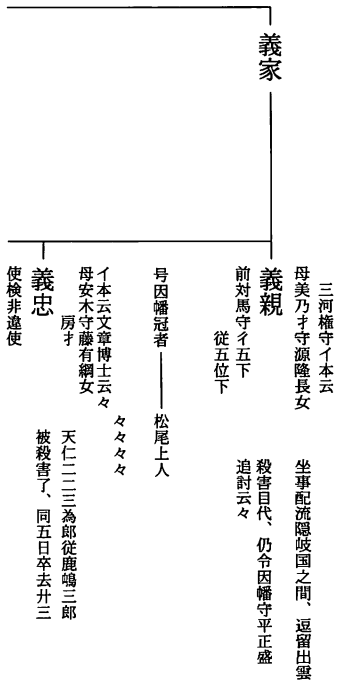 義家
三河権守イ本云
母美乃才守源隆長女
義親
前対馬守イ五下
従五位下
坐事配流隠岐国之間、逗留出雲
殺害目代、仍令因幡守平正盛
追討云々
号因幡冠者
松尾上人
イ本云文章博士云々
々々々々
母安木守藤有綱女
房才
義忠
使検非違使
天仁二二三為郎従鹿嶋三郎
被殺害了、同五日卒去廿三